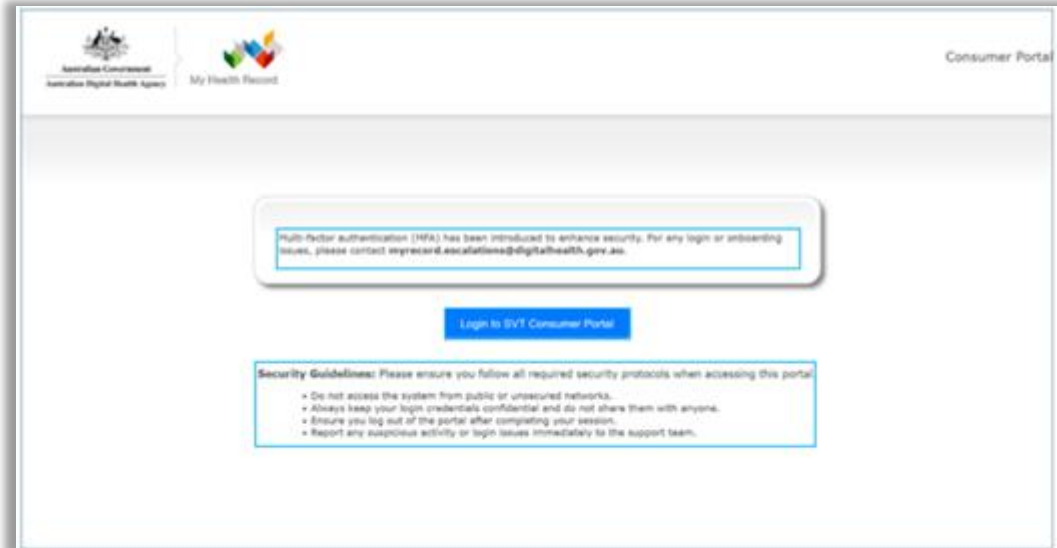 Australian Government
Australian Digital Health Agency
My Health Record
Consumer Portal
Multi-factor authentication (MFA) has been introduced to enhance security. For any login or onboarding
issues, please contact myrecord.escalations@digitalhealth.gov.au.
Login to SVT Consumer Portal
Security Guidelines: Please ensure you follow all required security protocols when accessing this portal
• Do not access the system from public or unsecured networks.
• Always keep your login credentials confidential and do not share them with anyone.
• Ensure you log out of the portal after completing your session.
• Report any suspicious activity or login issues immediately to the support team.